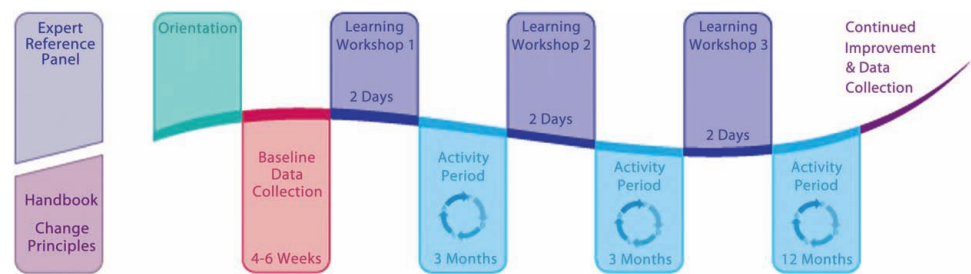 Expert
Reference
Panel
Handbook
Change
Principles
Orientation
Baseline
Data
Collection
4-6 Weeks
Learning
Workshop 1
2 Days
Activity
Period
3 Months
Learning
Workshop 2
2 Days
Activity
Period
3 Months
Learning
Workshop 3
2 Days
Activity
Period
12 Months
Continued
Improvement
& Data
Collection